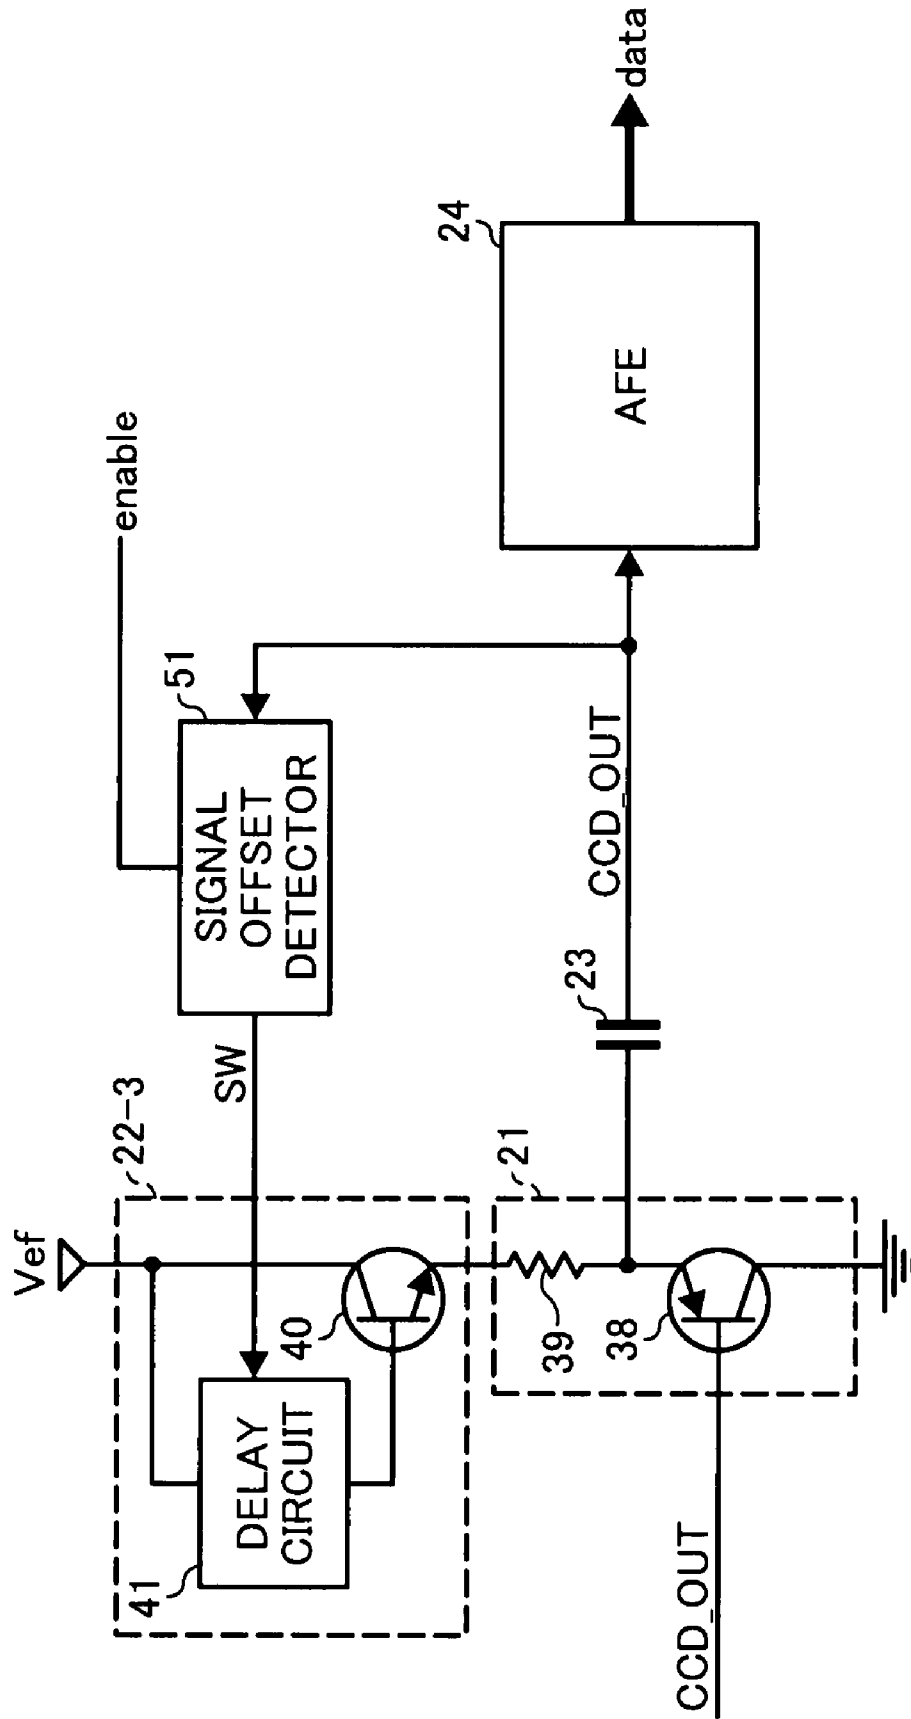 Vef
22-3
41
DELAY
CIRCUIT
40
SW
SIGNAL
OFFSET
DETECTOR
51
enable
21
39
38
CCD_OUT
23
CCD_OUT
24
AFE
data